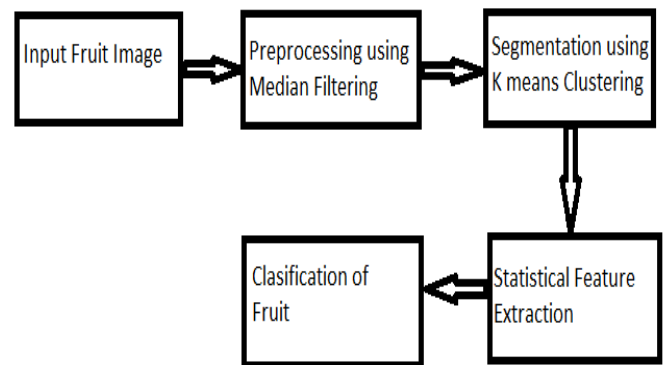 Input Fruit Image
Preprocessing using
Median Filtering
Segmentation using
K means Clustering
Statistical Feature
Extraction
Clasification of
Fruit